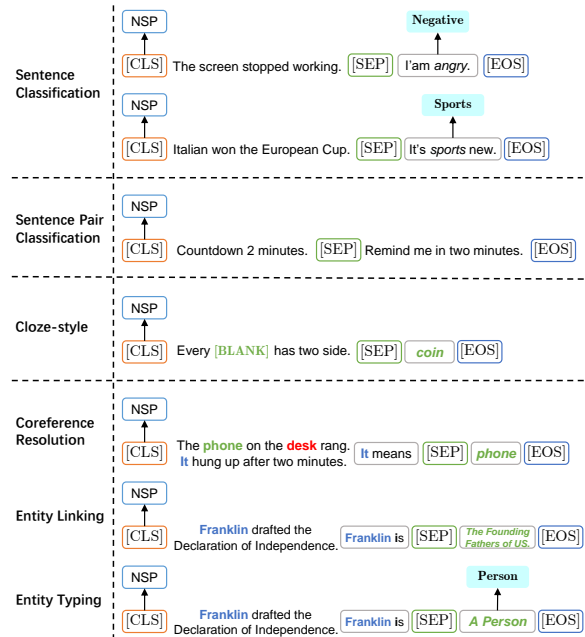 NSP
Negative
Sentence
Classification
[CLS] The screen stopped working. [SEP] I'am angry. [EOS]
NSP
Sports
[CLS] Italian won the European Cup. [SEP] It's sports new. [EOS]
NSP
Sentence Pair
Classification
[CLS] Countdown 2 minutes. [SEP] Remind me in two minutes. [EOS]
NSP
Cloze-style
[CLS] Every [BLANK] has two side. [SEP] coin [EOS]
NSP
Coreference
Resolution
[CLS] The phone on the desk rang.
It hung up after two minutes. It means [SEP] phone [EOS]
NSP
Entity Linking
[CLS] Franklin drafted the
Declaration of Independence. Franklin is [SEP] The Founding
Fathers of US. [EOS]
NSP
Person
Entity Typing
[CLS] Franklin drafted the
Declaration of Independence. Franklin is [SEP] A Person [EOS]